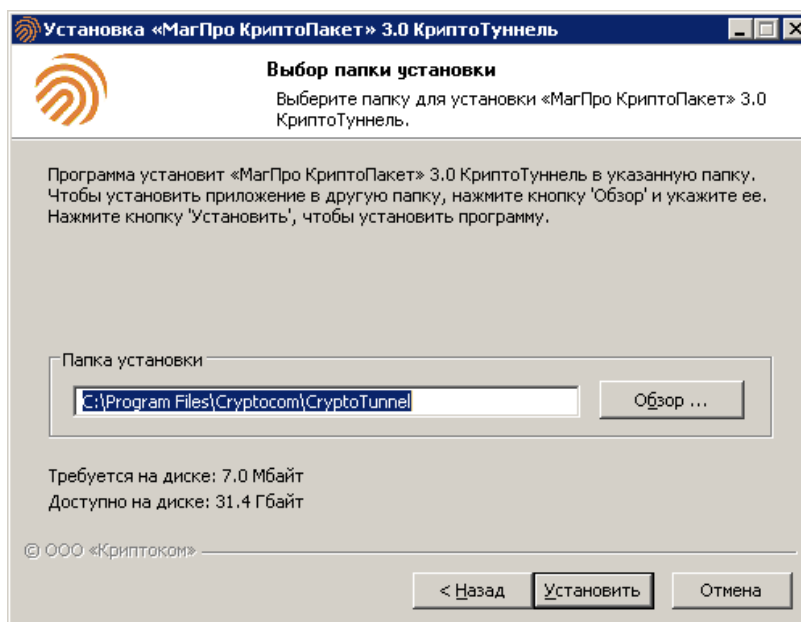 Установка «МагПро КриптоПакет» 3.0 КриптоТуннель
Выбор папки установки
Выберите папку для установки «МагПро КриптоПакет» 3.0
КриптоТуннель.
Программа установит «МагПро КриптоПакет» 3.0 КриптоТуннель в указанную папку.
Чтобы установить приложение в другую папку, нажмите кнопку 'Обзор' и укажите ее.
Нажмите кнопку 'Установить', чтобы установить программу.
Папка установки
C:\Program Files\Cryptocom\CryptoTunnel
Обзор ...
Требуется на диске: 7.0 Мбайт
Доступно на диске: 31.4 Гбайт
© ООО «Криптоком»
< Назад
Установить
Отмена